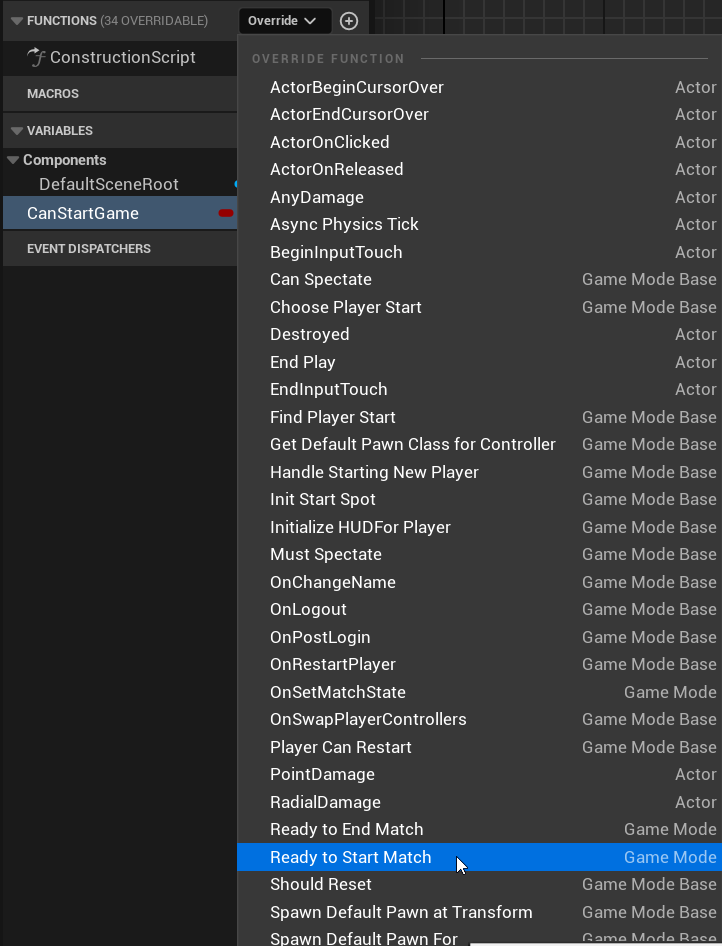 FUNCTIONS (34 OVERRIDABLE) Override
ConstructionScript
MACROS
VARIABLES
Components
DefaultSceneRoot
CanStartGame
EVENT DISPATCHERS
OVERRIDE FUNCTION
ActorBeginCursorOver Actor
ActorEndCursorOver Actor
ActorOnClicked Actor
ActorOnReleased Actor
AnyDamage Actor
Async Physics Tick Actor
BeginInputTouch Actor
Can Spectate Game Mode Base
Choose Player Start Game Mode Base
Destroyed Actor
End Play Actor
EndInputTouch Actor
Find Player Start Game Mode Base
Get Default Pawn Class for Controller Game Mode Base
Handle Starting New Player Game Mode Base
Init Start Spot Game Mode Base
Initialize HUDFor Player Game Mode Base
Must Spectate Game Mode Base
OnChangeName Game Mode Base
OnLogout Game Mode Base
OnPostLogin Game Mode Base
OnRestartPlayer Game Mode Base
OnSetMatchState Game Mode
OnSwapPlayerControllers Game Mode Base
Player Can Restart Game Mode Base
PointDamage Actor
RadialDamage Actor
Ready to End Match Game Mode
Ready to Start Match Game Mode
Should Reset Game Mode Base
Spawn Default Pawn at Transform Game Mode Base
Spawn Default Pawn For Game Mode Base